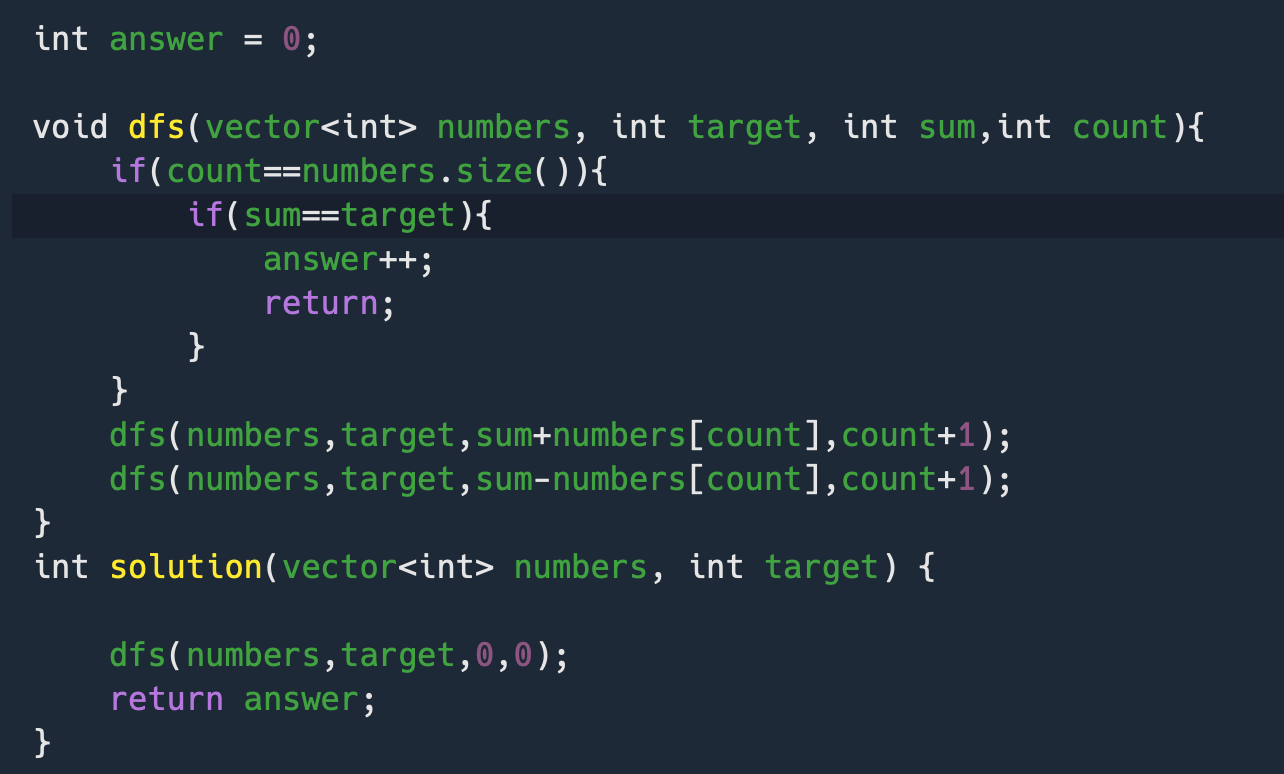 int answer = 0;
void dfs(vector<int> numbers, int target, int sum,int count){
    if(count==numbers.size()){
        if(sum==target){
            answer++;
            return;
        }
    }
    dfs(numbers,target,sum+numbers[count],count+1);
    dfs(numbers,target,sum-numbers[count],count+1);
}
int solution(vector<int> numbers, int target) {
    dfs(numbers,target,0,0);
    return answer;
}